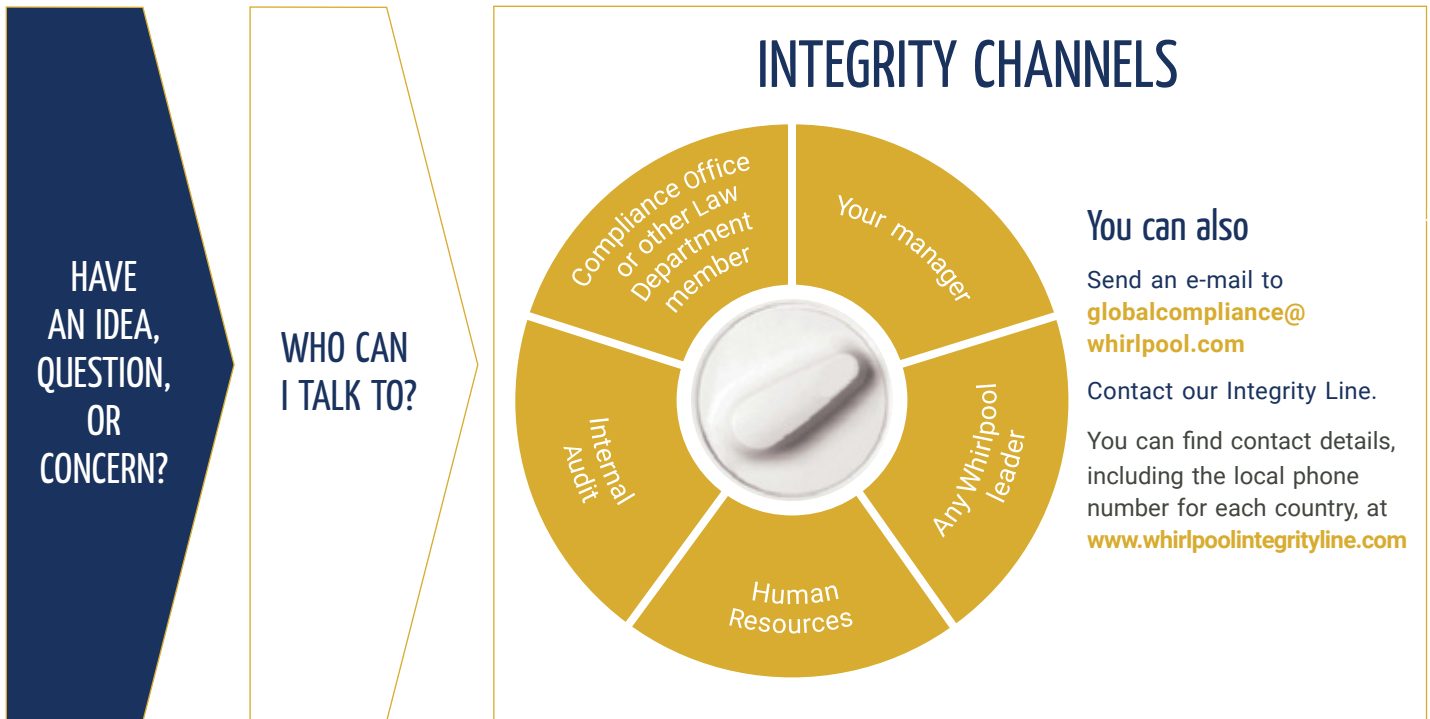 HAVE
AN IDEA,
QUESTION,
OR
CONCERN?
WHO CAN
I TALK TO?
INTEGRITY CHANNELS
Compliance Office
or other Law
Department
member
Your manager
Any Whirlpool
leader
Human
Resources
Internal
Audit
You can also
Send an e-mail to
globalcompliance@
whirlpool.com
Contact our Integrity Line.
You can find contact details,
including the local phone
number for each country, at
www.whirlpoolintegrityline.com